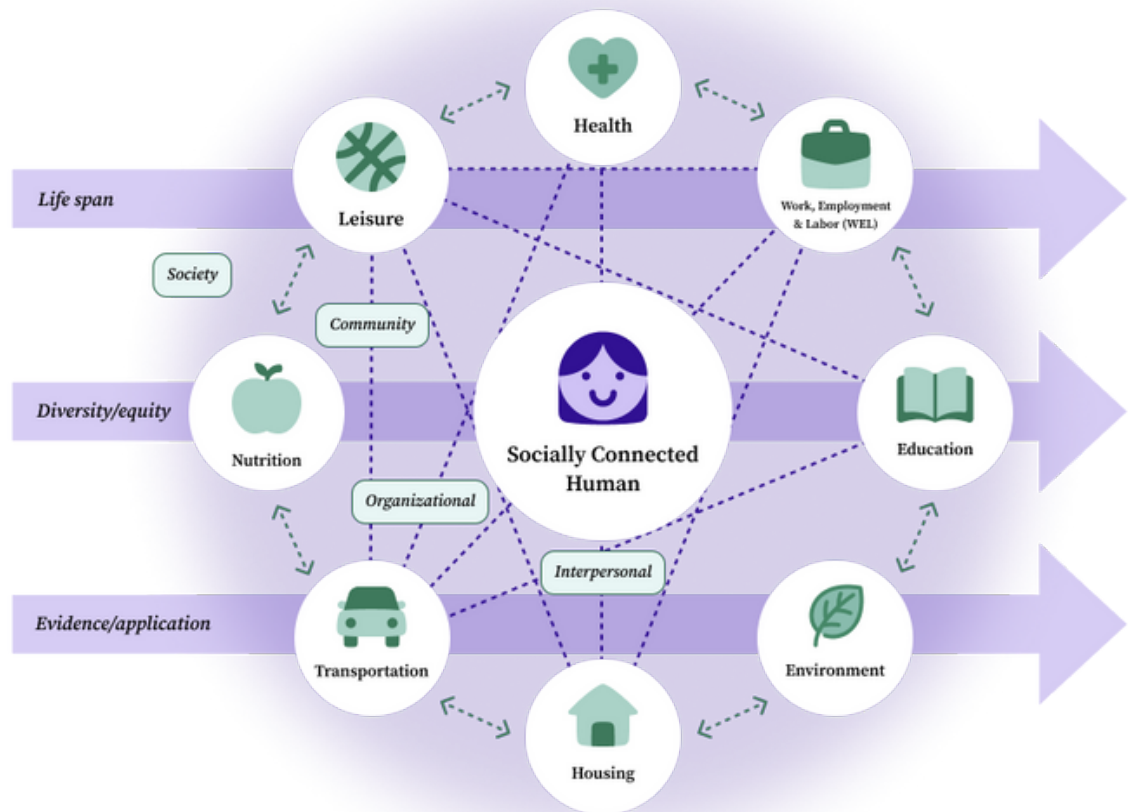 Health
Leisure
Work, Employment
& Labor (WEL)
Life span
Society
Community
Diversity/equity
Nutrition
Socially Connected
Human
Education
Organizational
Interpersonal
Evidence/application
Transportation
Environment
Housing